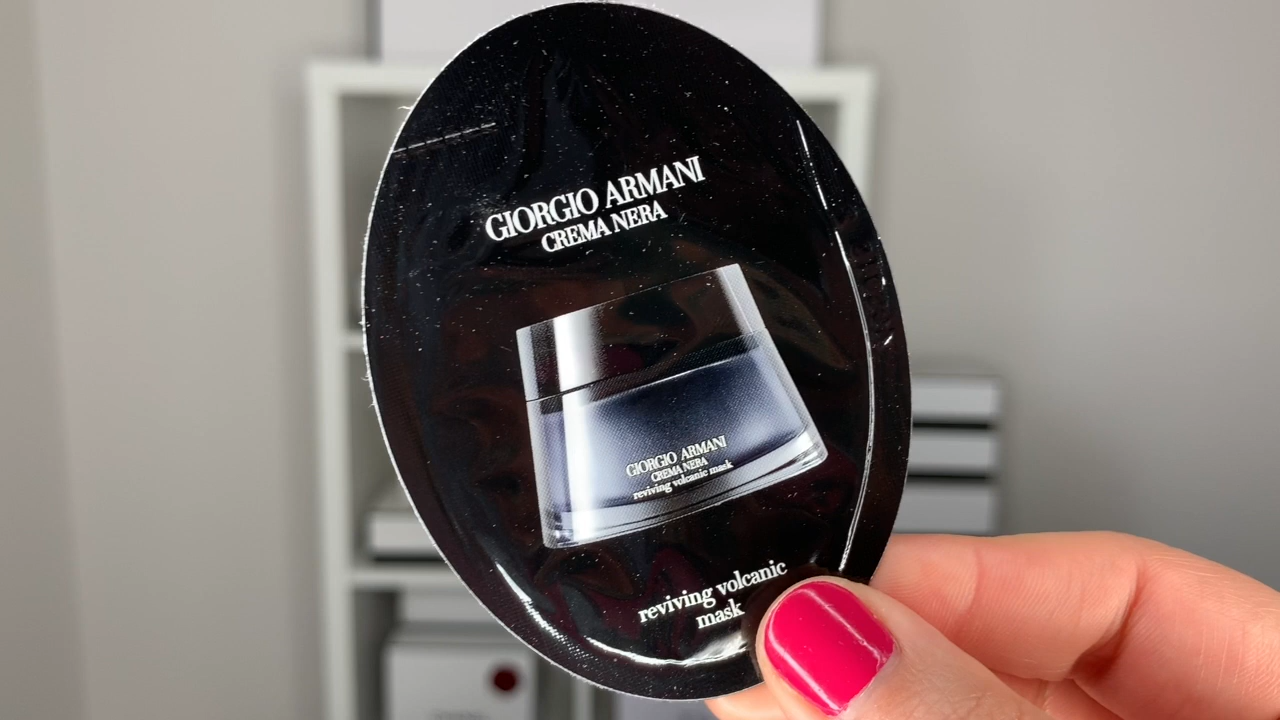 GIORGIO ARMANI
CREMA NERA
GIORGIO ARMANI
CREMA NERA
reviving volcanic mask
reviving volcanic
mask